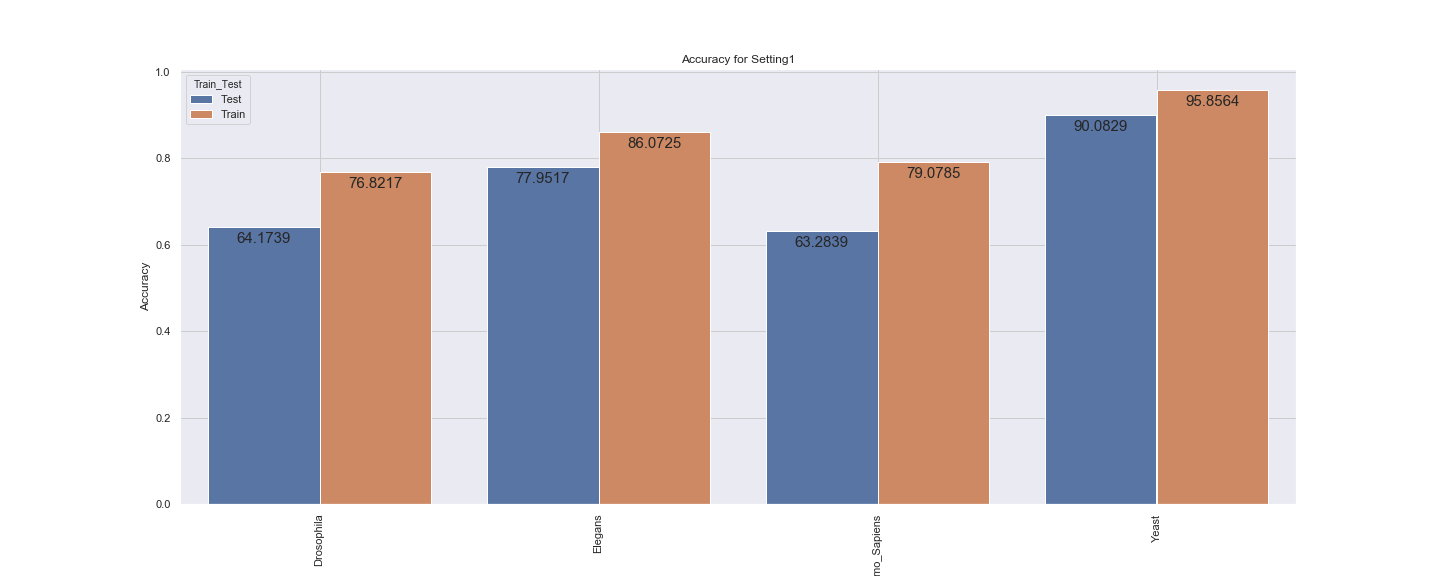 Accuracy for Setting1
1.0
0.8
0.6
0.4
0.2
0.0
Accuracy
Train_Test
Test
Train
64.1739
76.8217
77.9517
86.0725
63.2839
79.0785
90.0829
95.8564
Drosophila
Elegans
mo_Sapiens
Yeast